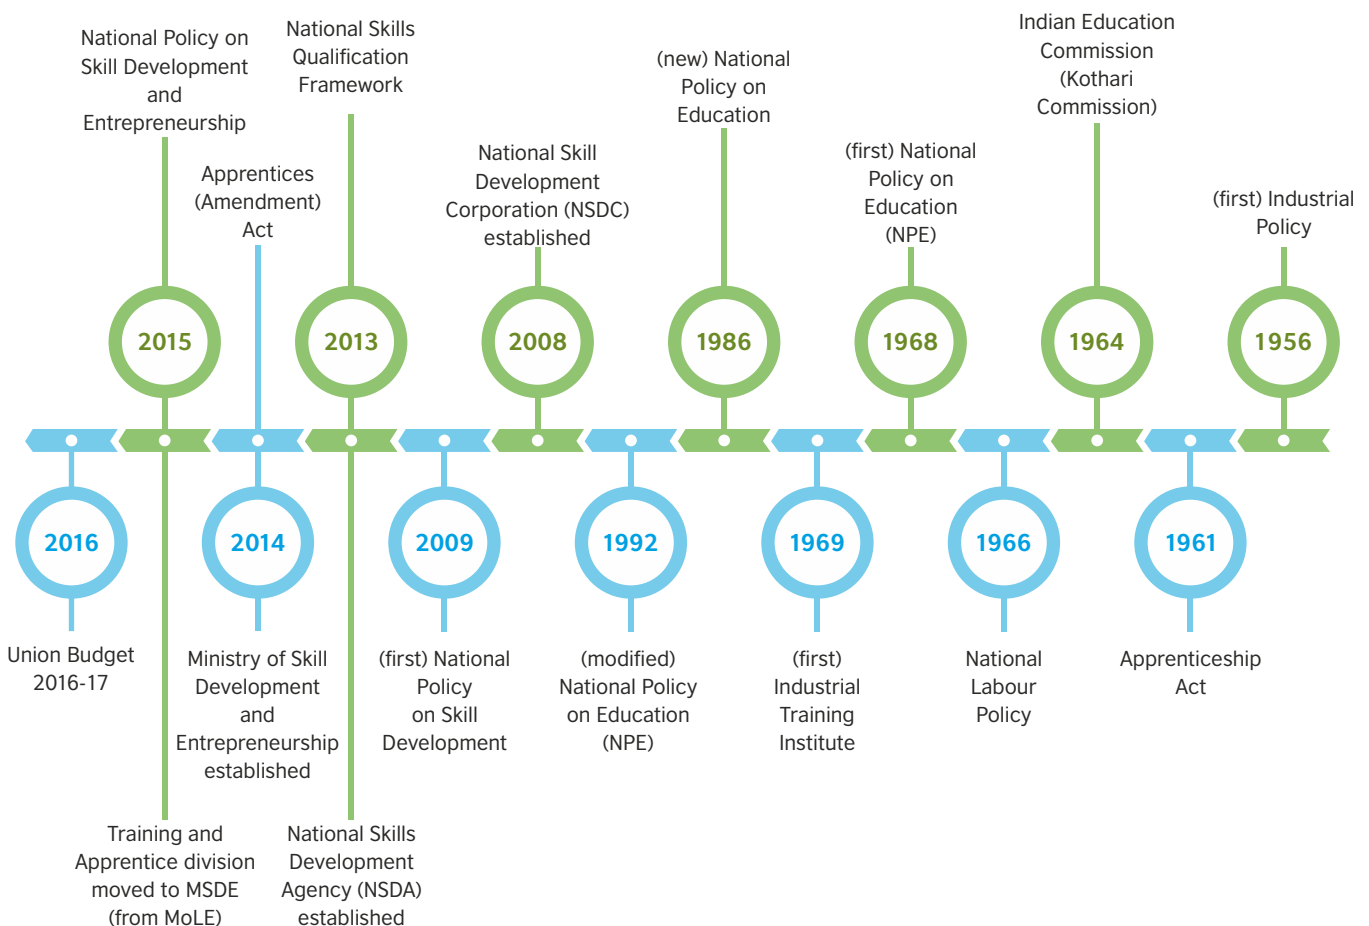 National Policy on
Skill Development
and
Entrepreneurship
National Skills
Qualification
Framework
(new) National
Policy on
Education
Indian Education
Commission
(Kothari
Commission)
Apprentices
(Amendment)
Act
National Skill
Development
Corporation (NSDC)
established
(first) National
Policy on
Education
(NPE)
(first) Industrial
Policy
2015
2013
2008
1986
1968
1964
1956
2016
2014
2009
1992
1969
1966
1961
Union Budget
2016-17
Ministry of Skill
Development
and
Entrepreneurship
established
(first) National
Policy
on Skill
Development
(modified)
National Policy
on Education
(NPE)
(first)
Industrial
Training
Institute
National
Labour
Policy
Apprenticeship
Act
Training and
Apprentice division
moved to MSDE
(from MoLE)
National Skills
Development
Agency (NSDA)
established